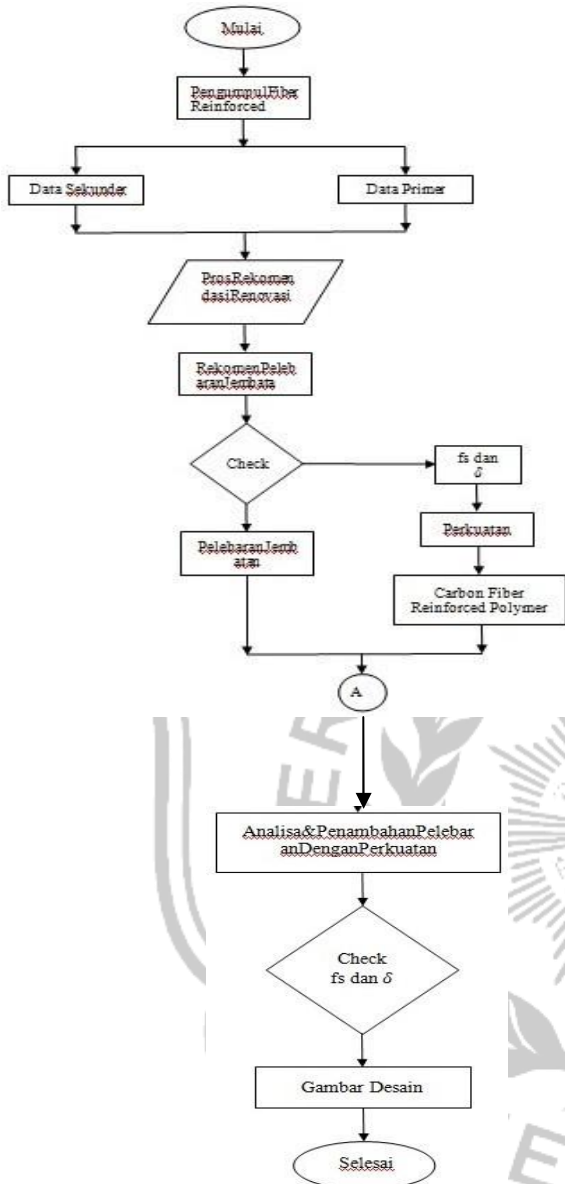 Mulai
PengumpulFiber
Reinforced
Data Sekunder
Data Primer
ProsRekomen
dasiRenovasi
RekomenPeleb
aranJembata
Check
fs dan
δ
PelebaranJemb
atan
Perkuatan
Carbon Fiber
Reinforced Polymer
A
Analisa&PenambahanPelebar
anDenganPerkuatan
Check
fs dan δ
Gambar Desain
Selesai